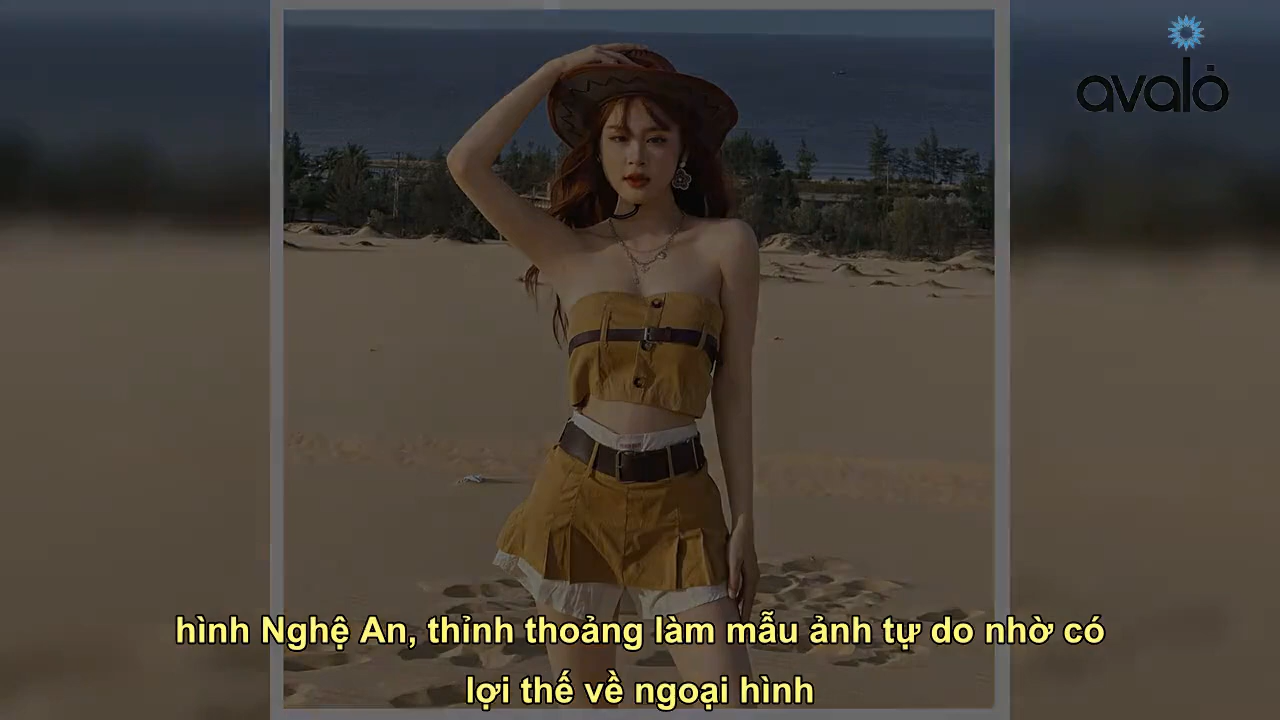 avalo
hình Nghệ An, thỉnh thoảng làm mẫu ảnh tự do nhờ có
lợi thế về ngoại hình